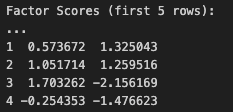 Factor Scores (first 5 rows):
...
1  0.573672  1.325043
2  1.051714  1.259516
3  1.703262 -2.156169
4 -0.254353 -1.476623